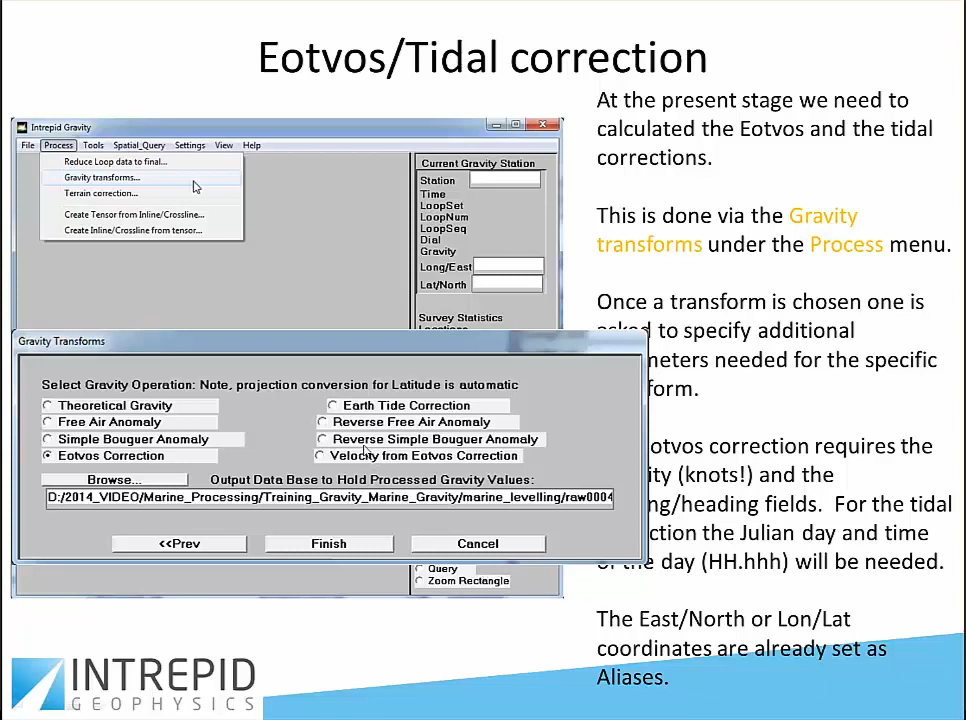 Eotvos/Tidal correction
Intrepid Gravity
File Process Tools Spatial_Query Settings View Help
Reduce Loop data to final...
Gravity transforms...
Terrain correction...
Create Tensor from Inline/Crossline...
Create Inline/Crossline from tensor...
Current Gravity Station
Station
Time
LoopSet
LoopNum
LoopSeq
Dial
Gravity
Long/East
Lat/North
Survey Statistics
Gravity Transforms
Select Gravity Operation: Note, projection conversion for Latitude is automatic
Theoretical Gravity
Earth Tide Correction
Free Air Anomaly
Reverse Free Air Anomaly
Simple Bouguer Anomaly
Reverse Simple Bouguer Anomaly
Eotvos Correction
Velocity from Eotvos Correction
Browse...
Output Data Base to Hold Processed Gravity Values:
D:/2014_VIDEO/Marine_Processing/Training_Gravity_Marine_Gravity/marine_levelling/raw0004
<<Prev
Finish
Cancel
Query
Zoom Rectangle
At the present stage we need to
calculated the Eotvos and the tidal
corrections.
This is done via the Gravity
transforms under the Process menu.
Once a transform is chosen one is
to specify additional
meters needed for the specific
form.
otvos correction requires the
ity (knots!) and the
ng/heading fields. For the tidal
ction the Julian day and time
of the day (HH.hhh) will be needed.
The East/North or Lon/Lat
coordinates are already set as
Aliases.
INTREPID
GEOPHYSICS